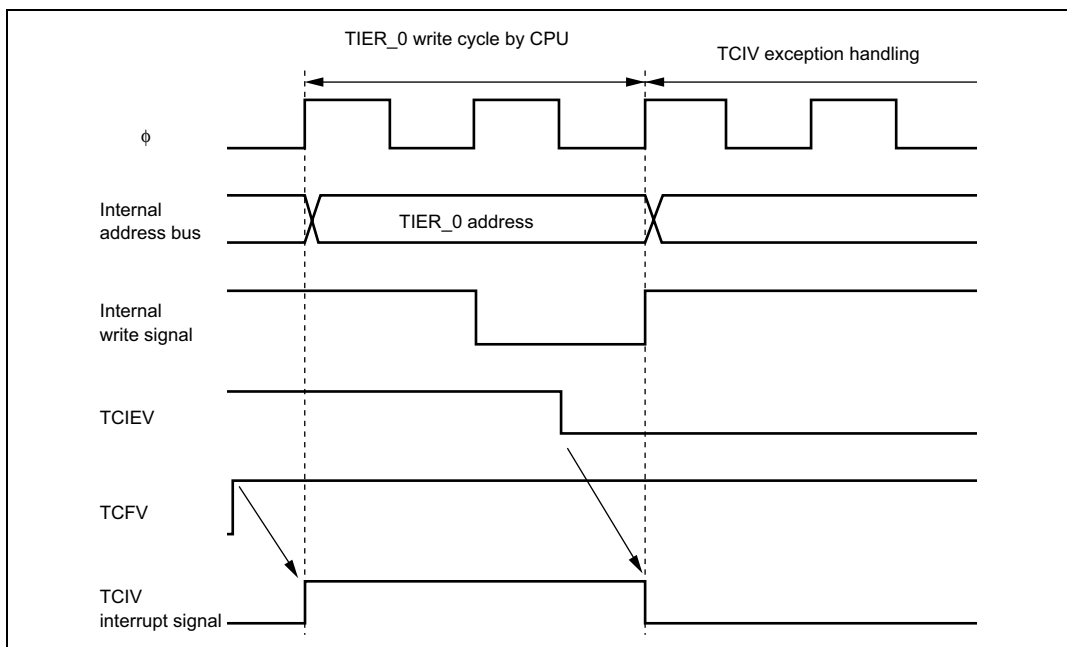 TIER_0 write cycle by CPU
TCIV exception handling
ϕ
Internal
address bus
TIER_0 address
Internal
write signal
TCIEV
TCFV
TCIV
interrupt signal